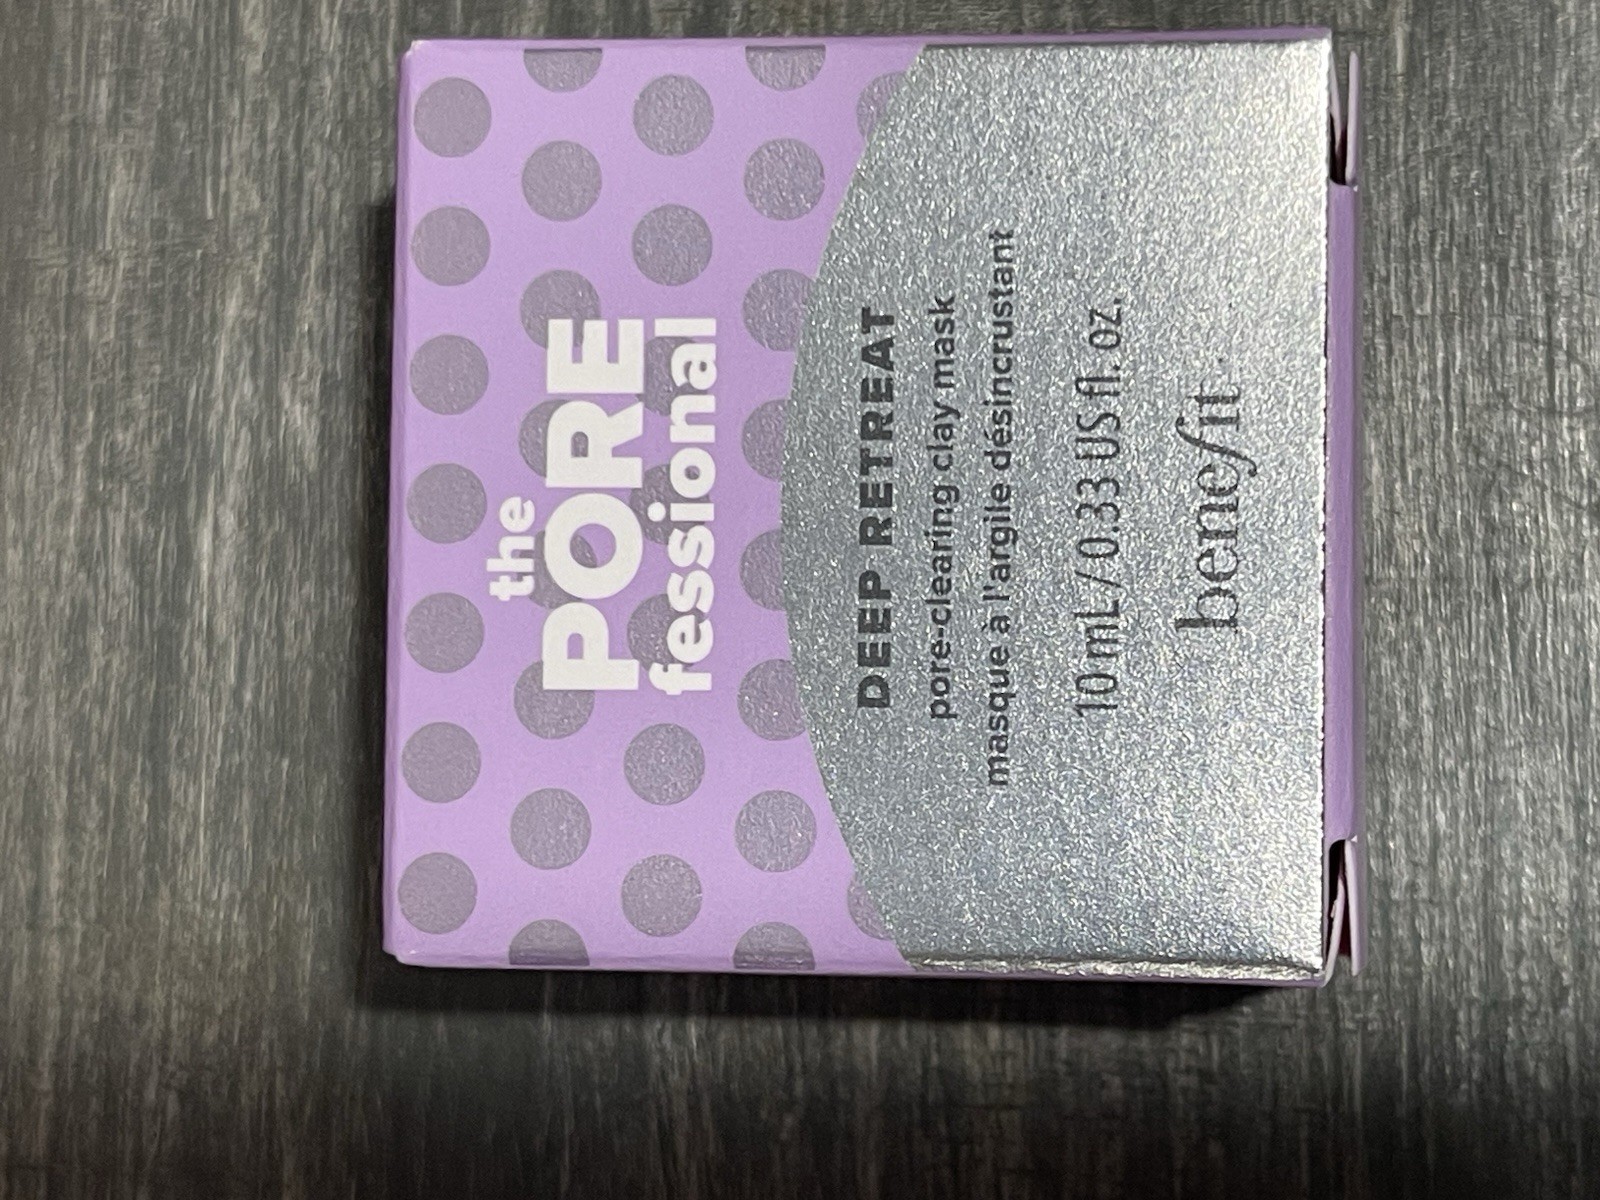 the
PORE
fessional
DEEP RETREAT
pore-clearing clay mask
masque à l'argile désincrustant
10 mL / 0.33 US fl. oz.
benefit